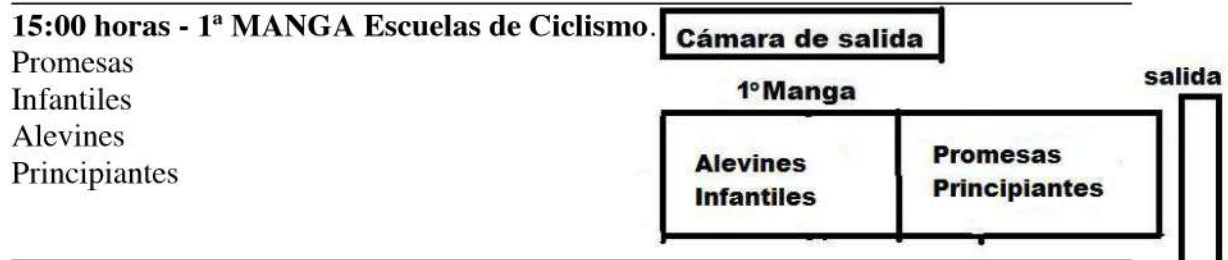 15:00 horas - 1ª MANGA Escuelas de Ciclismo.
Promesas
Infantiles
Alevines
Principiantes
Cámara de salida
1ºManga
salida
Alevines
Infantiles
Promesas
Principiantes